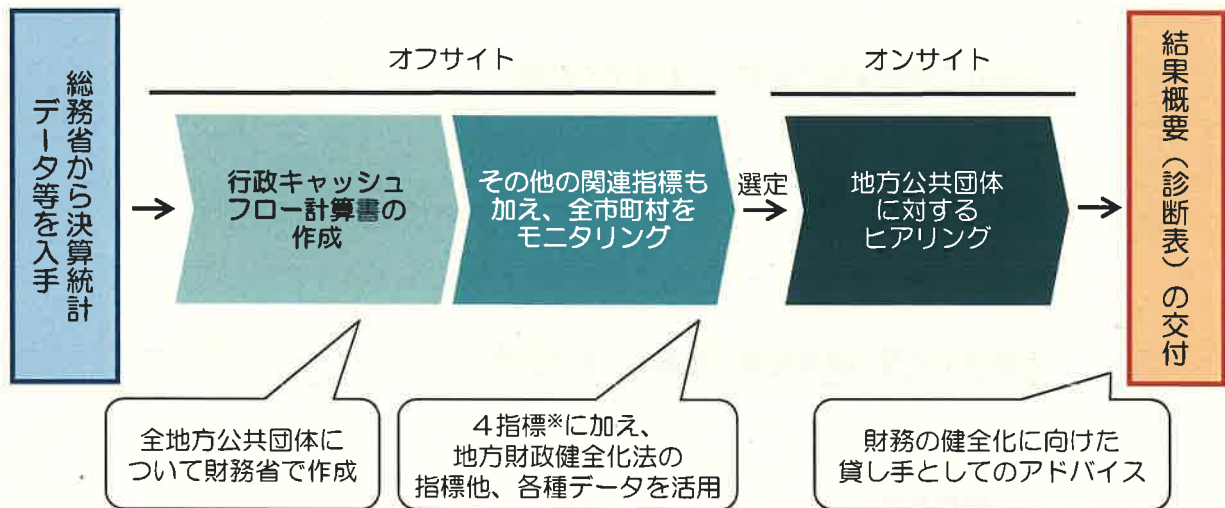 総務省から決算統計
データ等を入手
オフサイト
行政キャッシュ
フロー計算書の
作成
その他の関連指標も
加え、全市町村を
モニタリング
選定
オンサイト
地方公共団体
に対する
ヒアリング
結果概要（診断表）の交付
全地方公共団体に
ついて財務省で作成
４指標※に加え、
地方財政健全化法の
指標他、各種データを活用
財務の健全化に向けた
貸し手としてのアドバイス